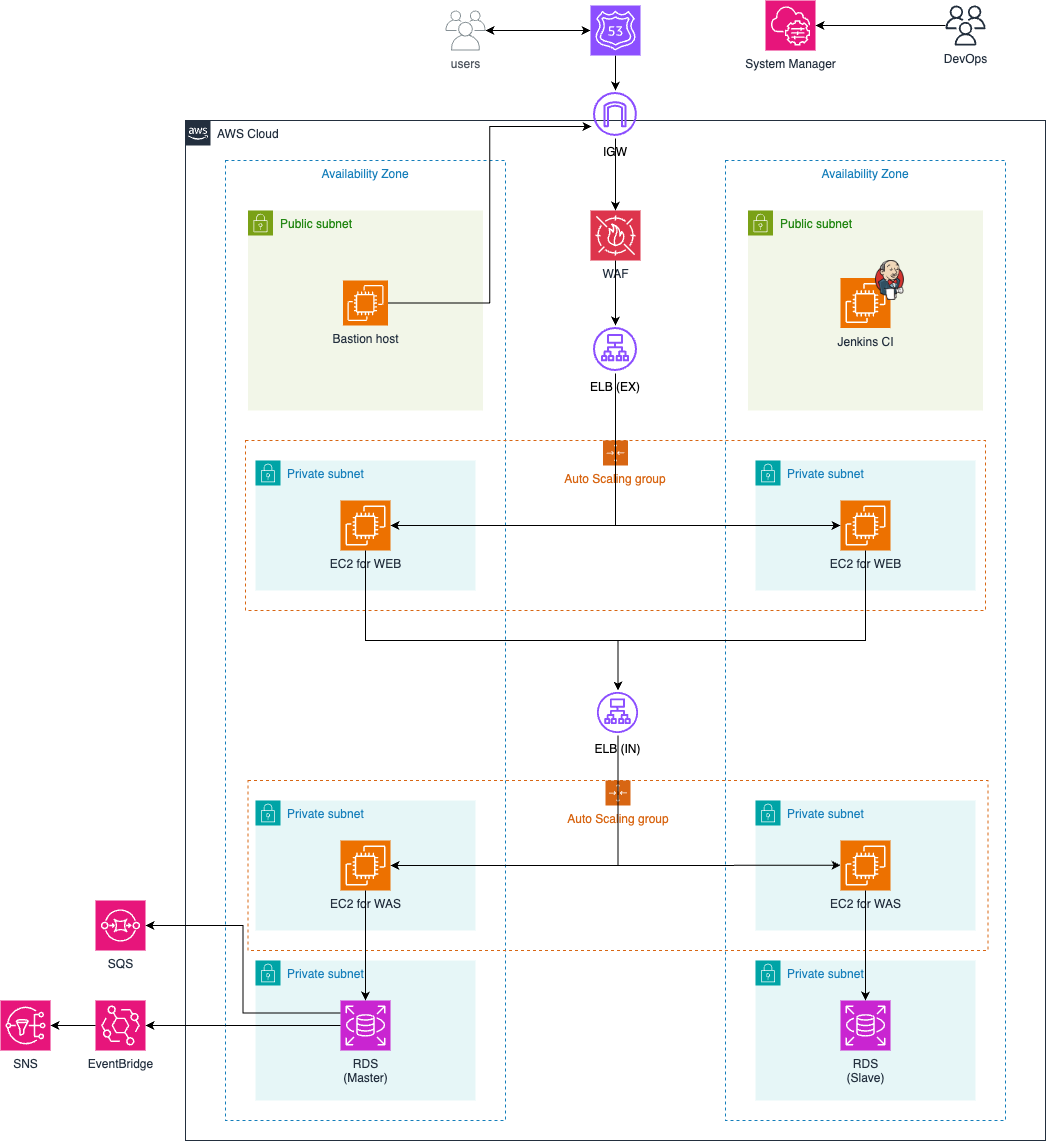 53
users
System Manager
DevOps
aws
AWS Cloud
IGW
Availability Zone
Availability Zone
Public subnet
Public subnet
WAF
Bastion host
Jenkins CI
ELB (EX)
Private subnet
Auto Scaling group
Private subnet
EC2 for WEB
EC2 for WEB
ELB (IN)
Private subnet
Auto Scaling group
Private subnet
EC2 for WAS
EC2 for WAS
SQS
Private subnet
Private subnet
SNS
EventBridge
RDS
(Master)
RDS
(Slave)